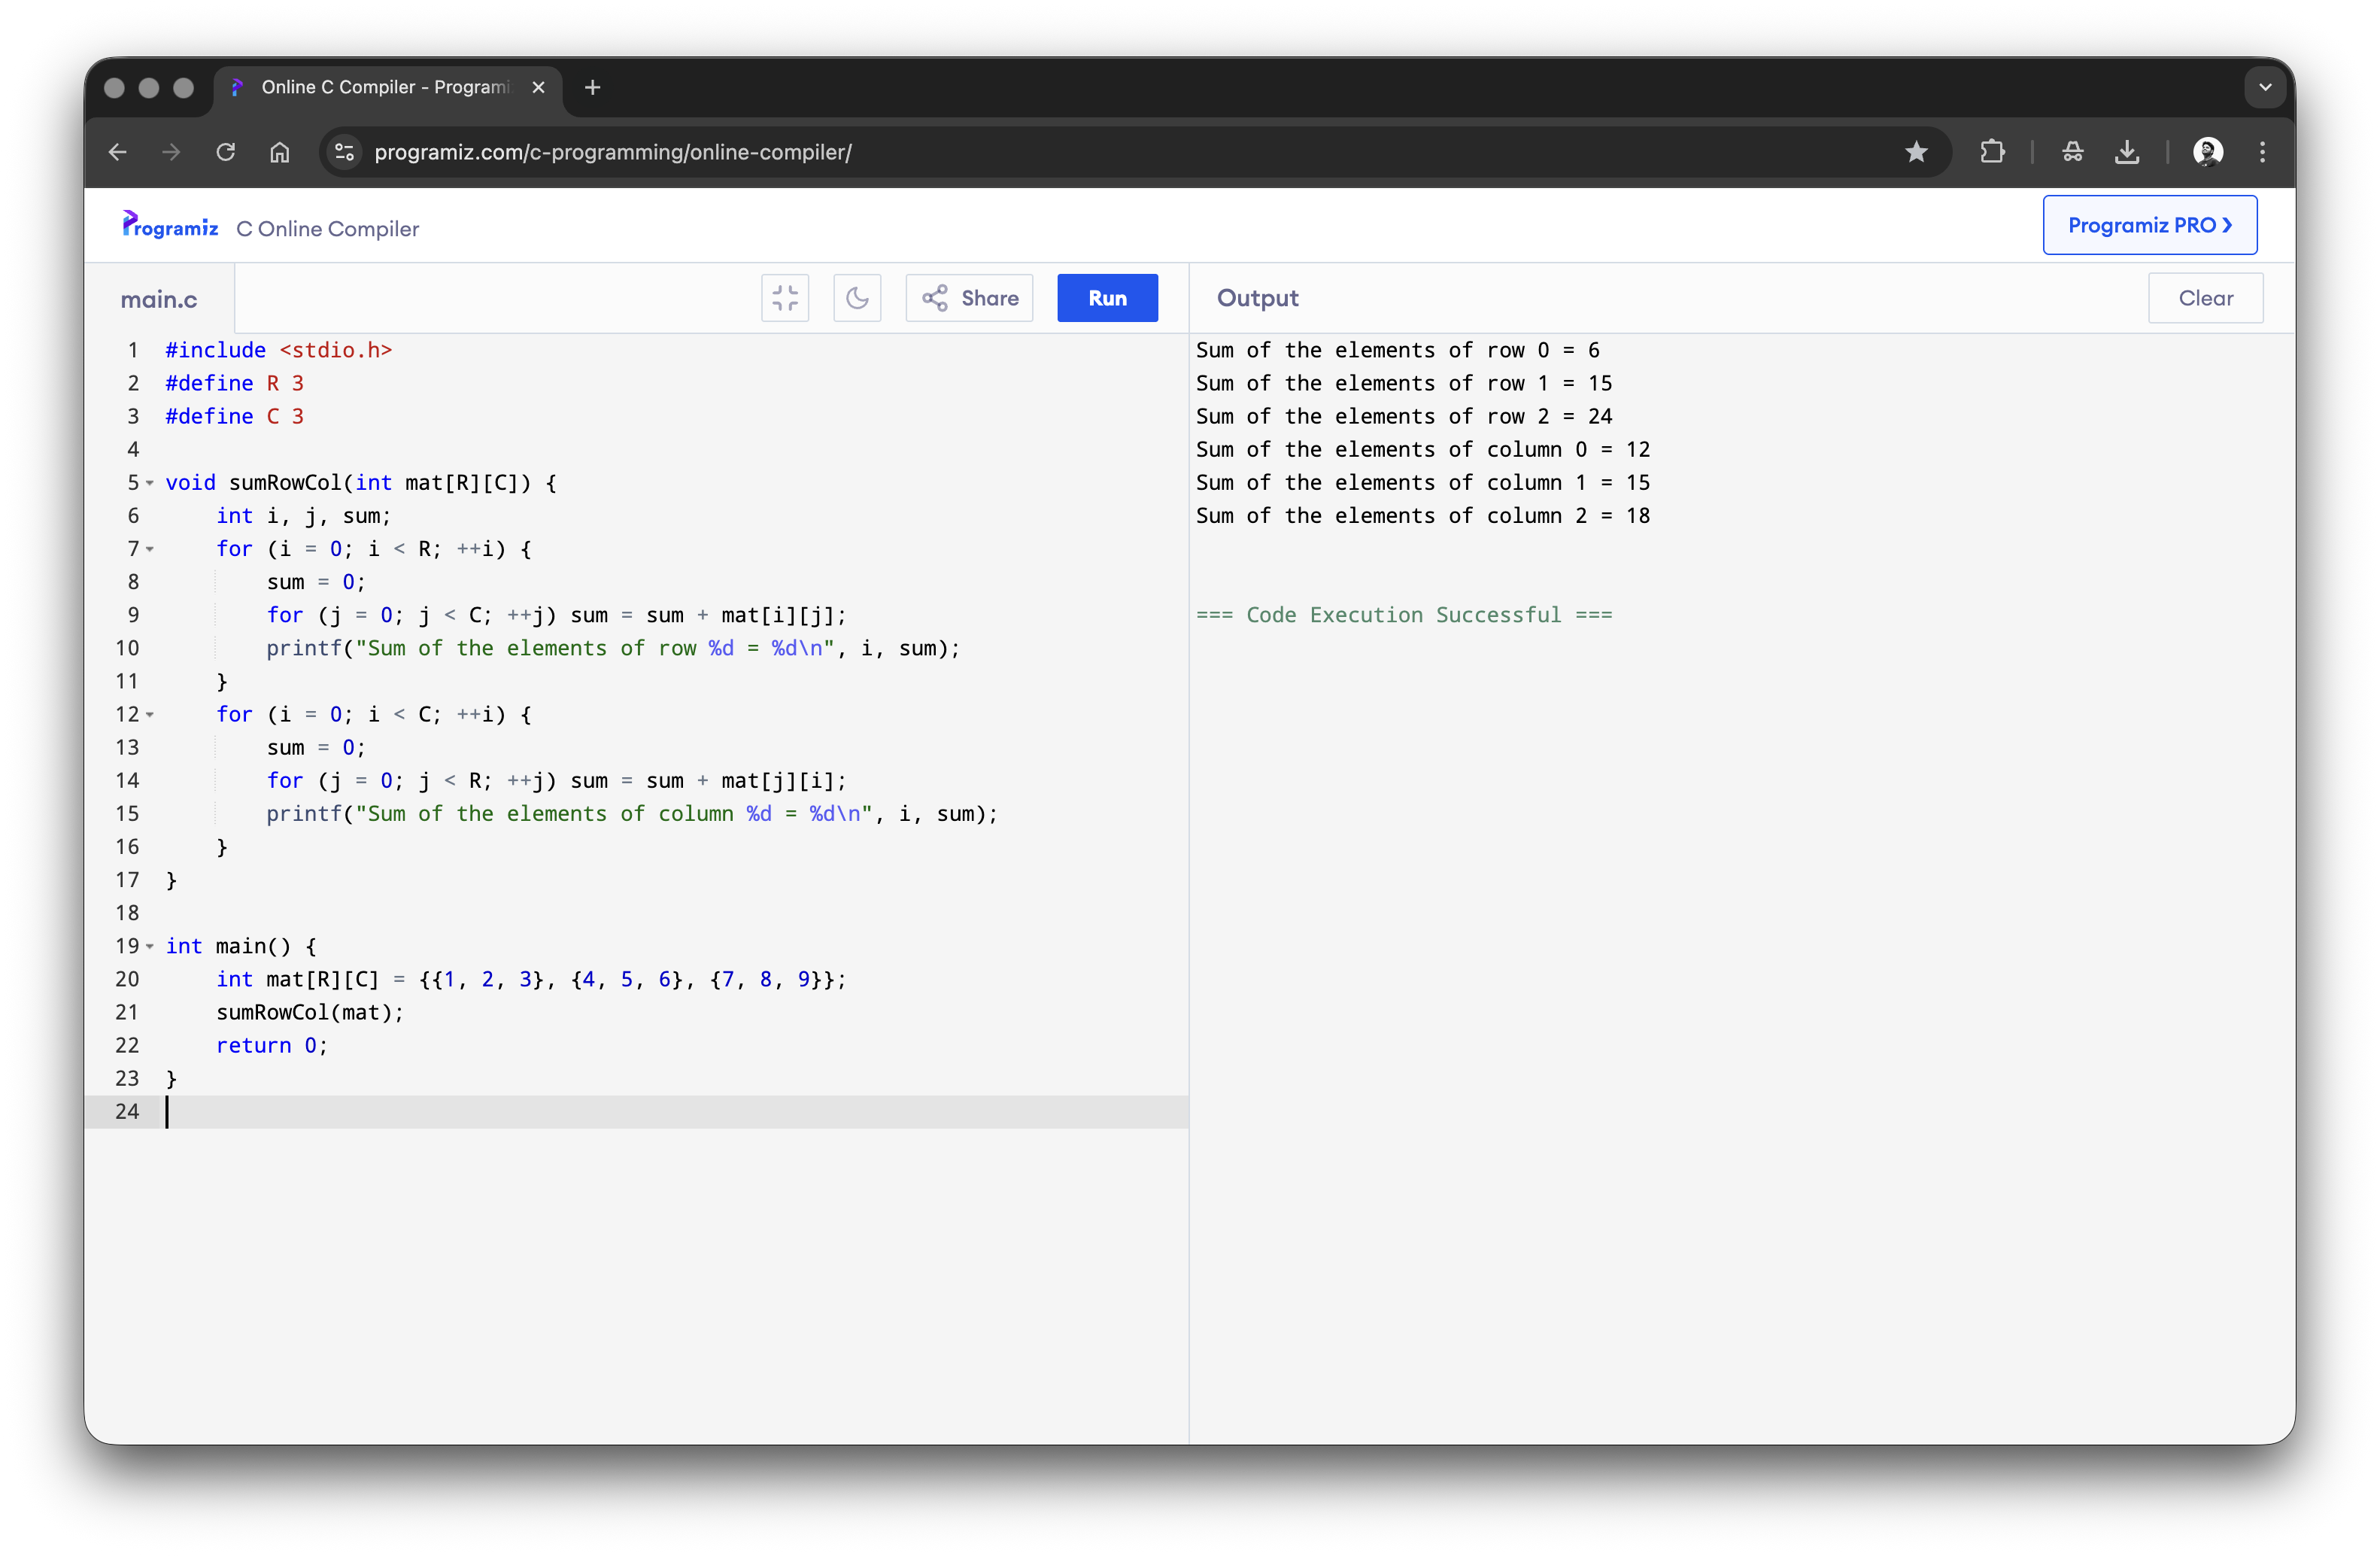 Online C Compiler - Programi
programiz.com/c-programming/online-compiler/
Programiz C Online Compiler
Programiz PRO ❯
main.c
Share
Run
Output
Clear
1 #include <stdio.h>
2 #define R 3
3 #define C 3
4
5 void sumRowCol(int mat[R][C]) {
6     int i, j, sum;
7     for (i = 0; i < R; ++i) {
8         sum = 0;
9         for (j = 0; j < C; ++j) sum = sum + mat[i][j];
10         printf("Sum of the elements of row %d = %d\n", i, sum);
11     }
12     for (i = 0; i < C; ++i) {
13         sum = 0;
14         for (j = 0; j < R; ++j) sum = sum + mat[j][i];
15         printf("Sum of the elements of column %d = %d\n", i, sum);
16     }
17 }
18
19 int main() {
20     int mat[R][C] = {{1, 2, 3}, {4, 5, 6}, {7, 8, 9}};
21     sumRowCol(mat);
22     return 0;
23 }
24
Sum of the elements of row 0 = 6
Sum of the elements of row 1 = 15
Sum of the elements of row 2 = 24
Sum of the elements of column 0 = 12
Sum of the elements of column 1 = 15
Sum of the elements of column 2 = 18
=== Code Execution Successful ===